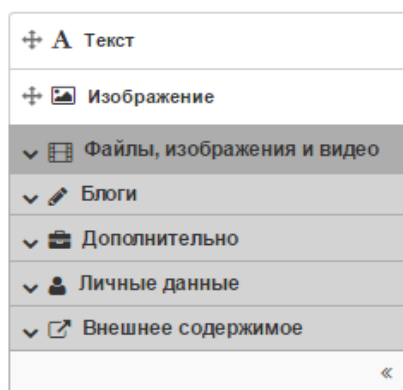 Текст
Изображение
Файлы, изображения и видео
Блоги
Дополнительно
Личные данные
Внешнее содержимое
«